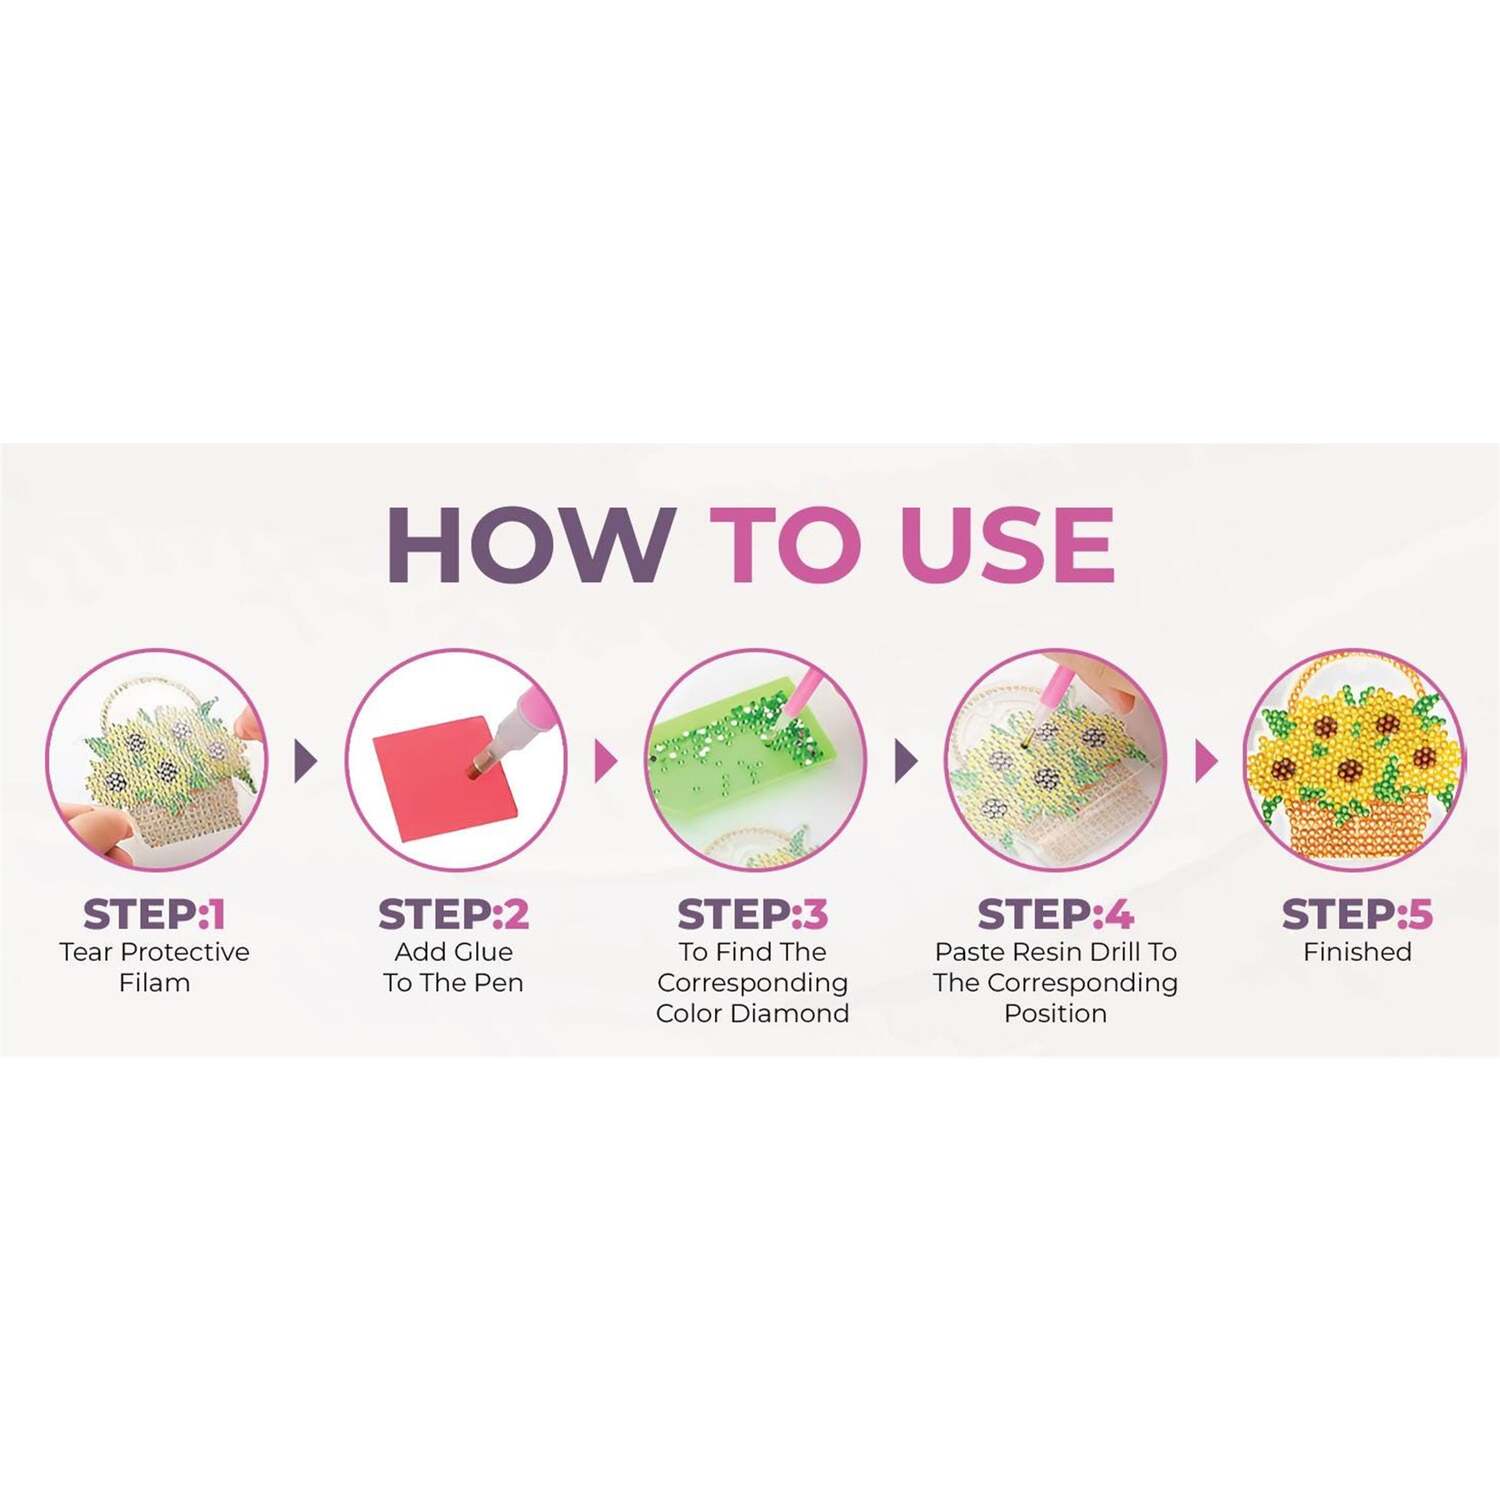 HOW TO USE
STEP:1
Tear Protective
Filam
STEP:2
Add Glue
To The Pen
STEP:3
To Find The
Corresponding
Color Diamond
STEP:4
Paste Resin Drill To
The Corresponding
Position
STEP:5
Finished